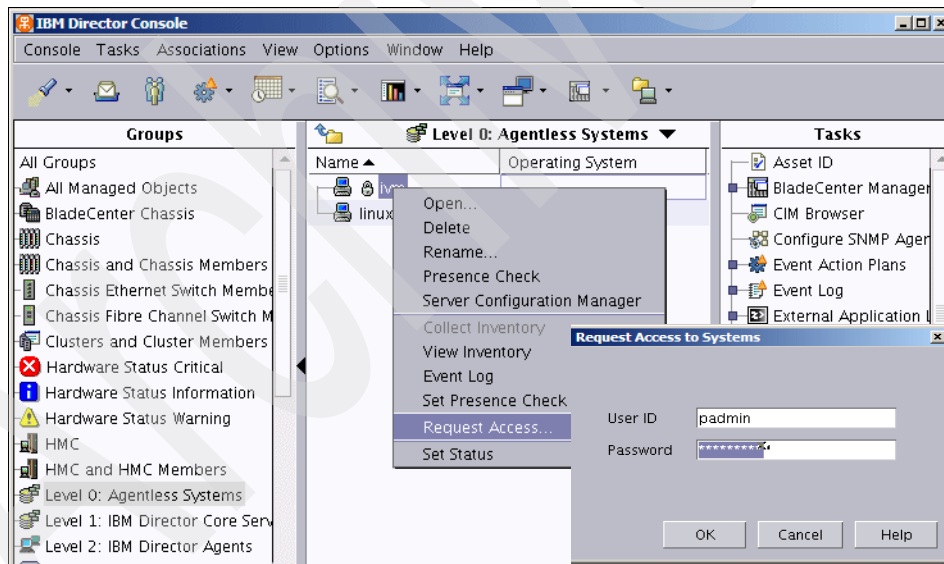 IBM Director Console
Console Tasks Associations View Options Window Help
Groups
All Groups
All Managed Objects
BladeCenter Chassis
Chassis
Chassis and Chassis Members
Chassis Ethernet Switch Membe
Chassis Fibre Channel Switch M
Clusters and Cluster Members
Hardware Status Critical
Hardware Status Information
Hardware Status Warning
HMC
HMC and HMC Members
Level 0: Agentless Systems
Level 1: IBM Director Core Serv
Level 2: IBM Director Agents
Level 0: Agentless Systems
Name Operating System
ivm
linux
Open...
Delete
Rename...
Presence Check
Server Configuration Manager
Collect Inventory
View Inventory
Event Log
Set Presence Check
Request Access...
Set Status
Tasks
Asset ID
BladeCenter Manager
CIM Browser
Configure SNMP Ager
Event Action Plans
Event Log
External Application L
Request Access to Systems
User ID padmin
Password **********
OK Cancel Help